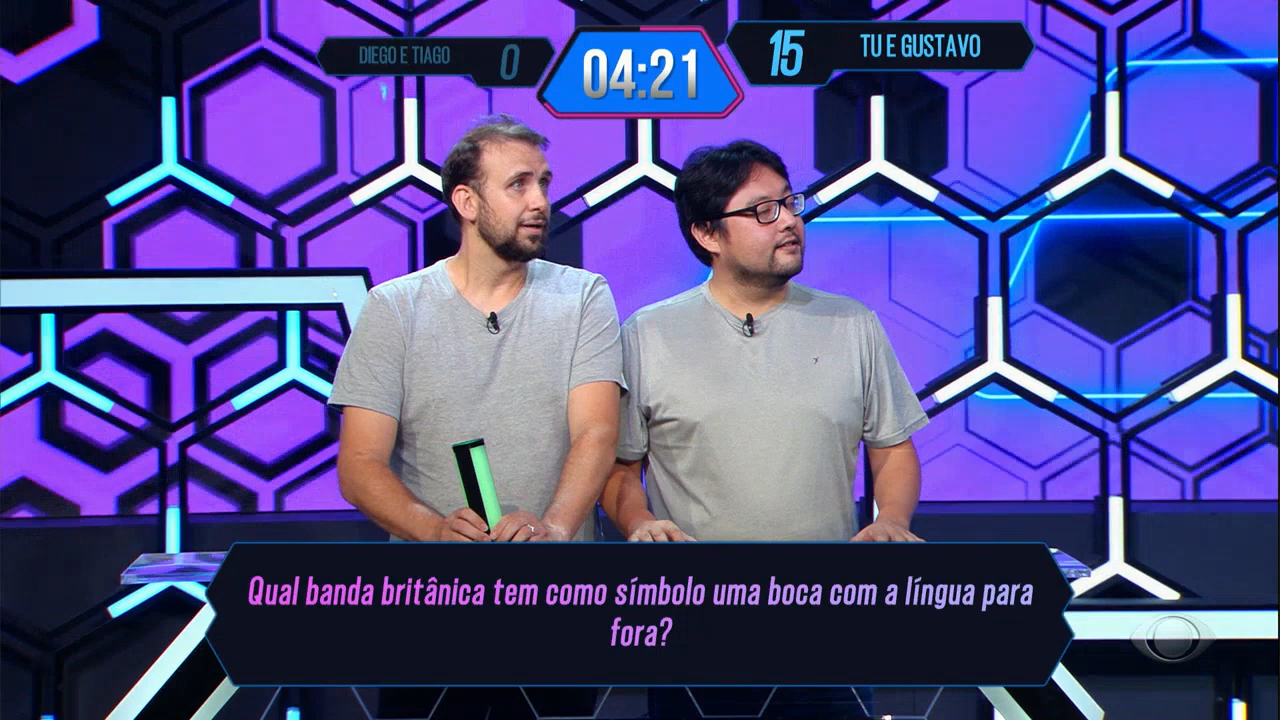 DIEGO E TIAGO 0
04:21
15 TU E GUSTAVO
Qual banda britânica tem como símbolo uma boca com a língua para
fora?